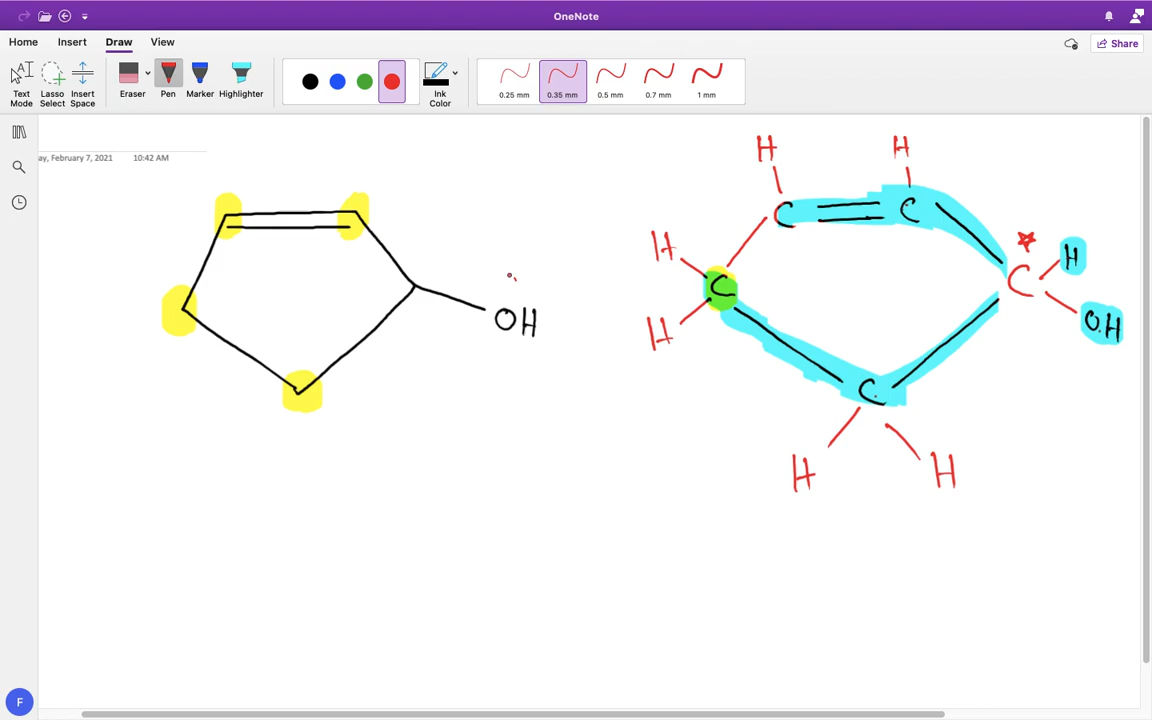 OneNote
Home Insert Draw View
Share
Text Mode
Lasso Select
Insert Space
Eraser
Pen
Marker
Highlighter
Ink Color
0.25 mm
0.35 mm
0.5 mm
0.7 mm
1 mm
ay, February 7, 2021 10:42 AM
H H
C C
H
C H
C
OH O.H
H
C
H H
F